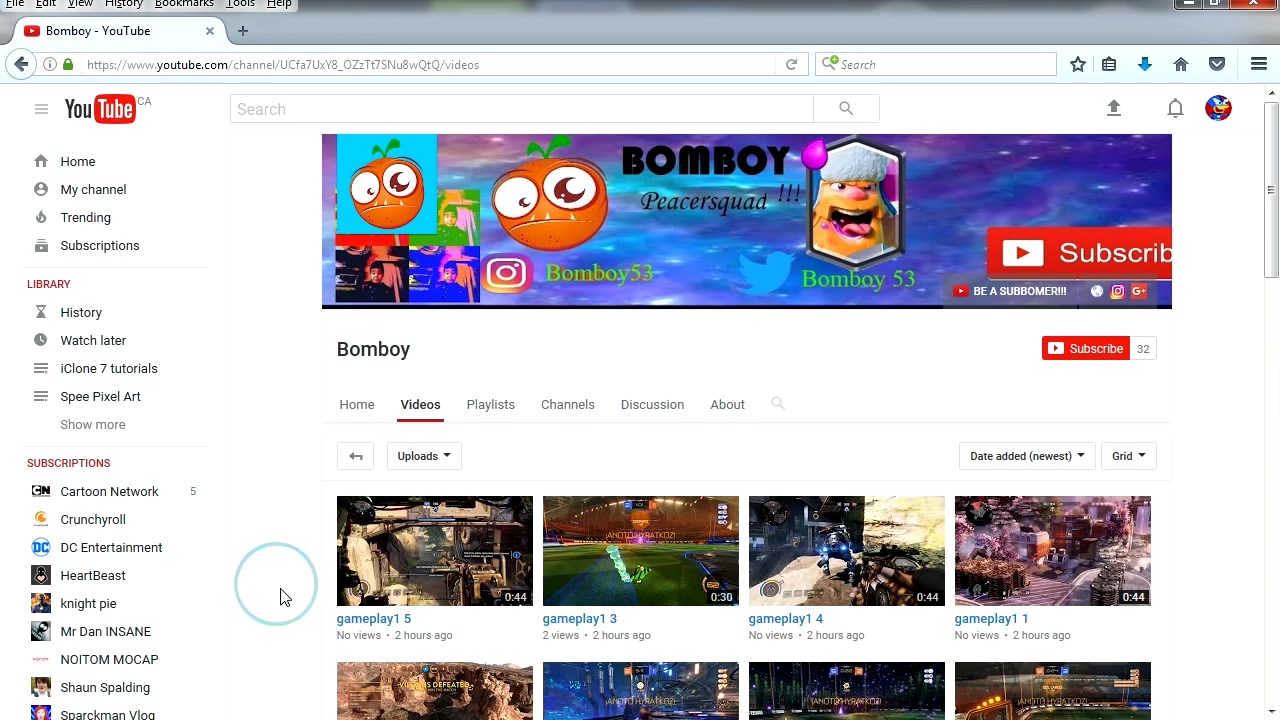 File Edit View History Bookmarks Tools Help
Bomboy - YouTube
https://www.youtube.com/channel/UCfa7UxY8_OZzTt7SNu8wQtQ/videos
Search
YouTube CA
Search
Home
My channel
Trending
Subscriptions
LIBRARY
History
Watch later
iClone 7 tutorials
Spee Pixel Art
Show more
SUBSCRIPTIONS
Cartoon Network 5
Crunchyroll
DC Entertainment
HeartBeast
knight pie
Mr Dan INSANE
NOITOM MOCAP
Shaun Spalding
Sparckman Vlog
BOMBOY
Peacersquad !!!
Bomboy53
Bomboy 53
Subscrib
BE A SUBBOMER!!!
Bomboy
Subscribe 32
Home Videos Playlists Channels Discussion About
Uploads
Date added (newest) Grid
0:44
0:30
0:44
0:44
gameplay1 5
No views • 2 hours ago
gameplay1 3
2 views • 2 hours ago
gameplay1 4
No views • 2 hours ago
gameplay1 1
No views • 2 hours ago